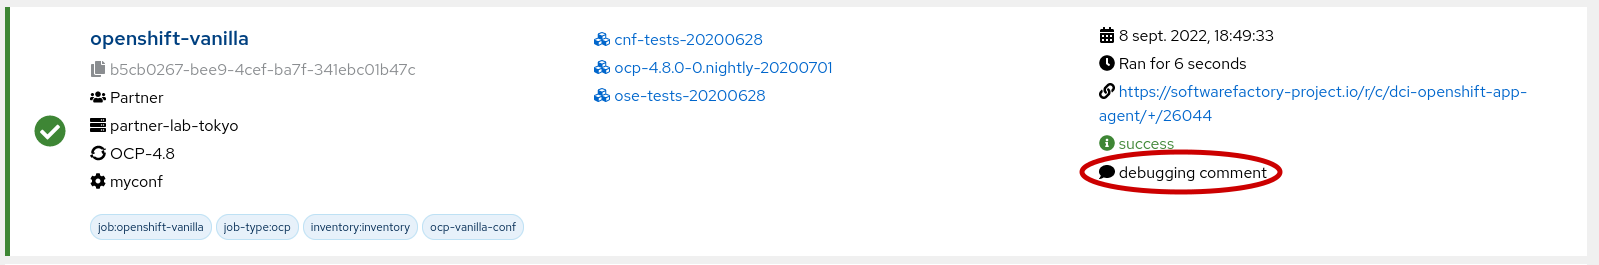 openshift-vanilla
b5cb0267-bee9-4cef-ba7f-341ebc01b47c
Partner
partner-lab-tokyo
OCP-4.8
myconf
job:openshift-vanilla job-type:ocp inventory:inventory ocp-vanilla-conf
cnf-tests-20200628
ocp-4.8.0-0.nightly-20200701
ose-tests-20200628
8 sept. 2022, 18:49:33
Ran for 6 seconds
https://softwarefactory-project.io/r/c/dci-openshift-app-
agent/+/26044
success
debugging comment